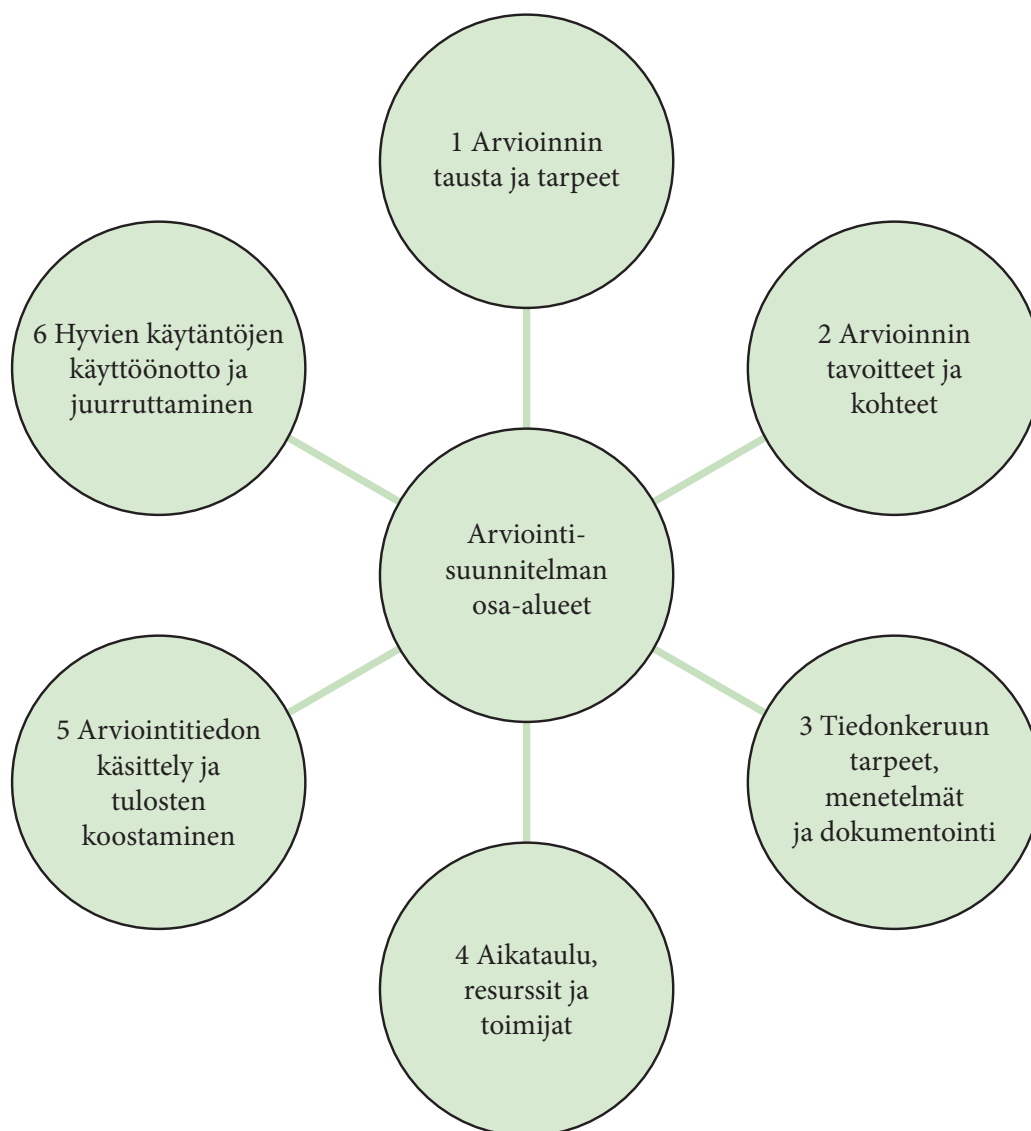 1 Arvioinnin
tausta ja tarpeet
2 Arvioinnin
tavoitteet ja
kohteet
3 Tiedonkeruun
tarpeet,
menetelmät
ja dokumentointi
4 Aikataulu,
resurssit ja
toimijat
5 Arviointitiedon
käsittely ja
tulosten
koostaminen
6 Hyvien käytäntöjen
käyttöönotto ja
juurruttaminen
Arviointi-
suunnitelman
osa-alueet